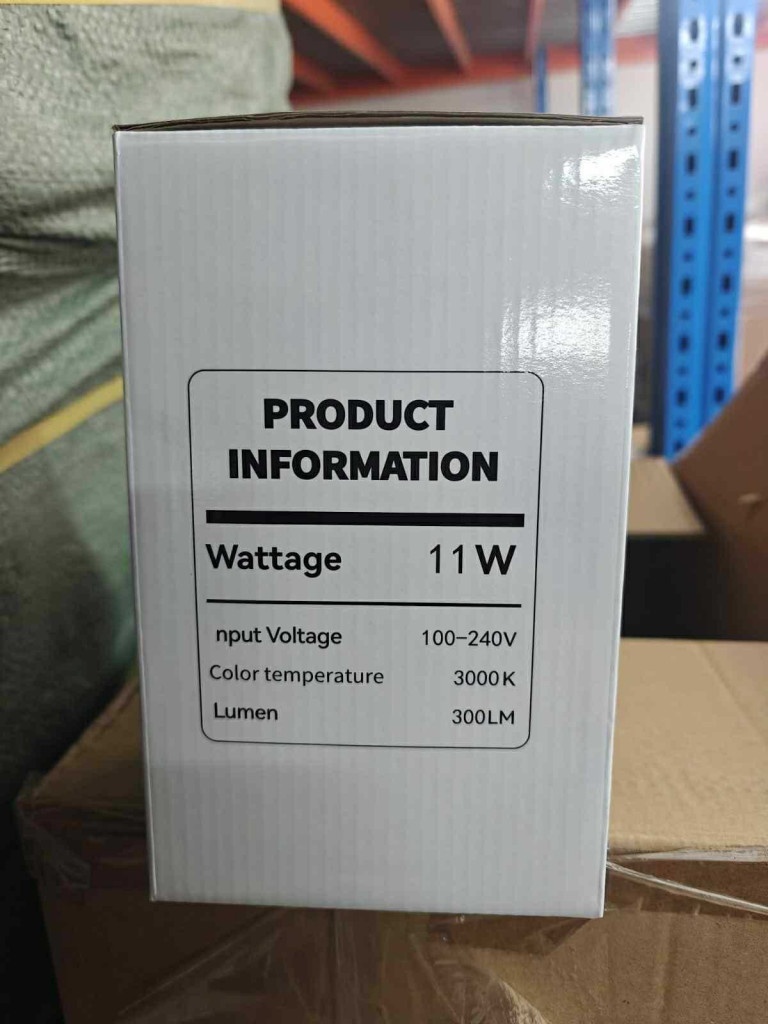 PRODUCT
INFORMATION
Wattage 11W
nput Voltage 100-240V
Color temperature 3000K
Lumen 300LM